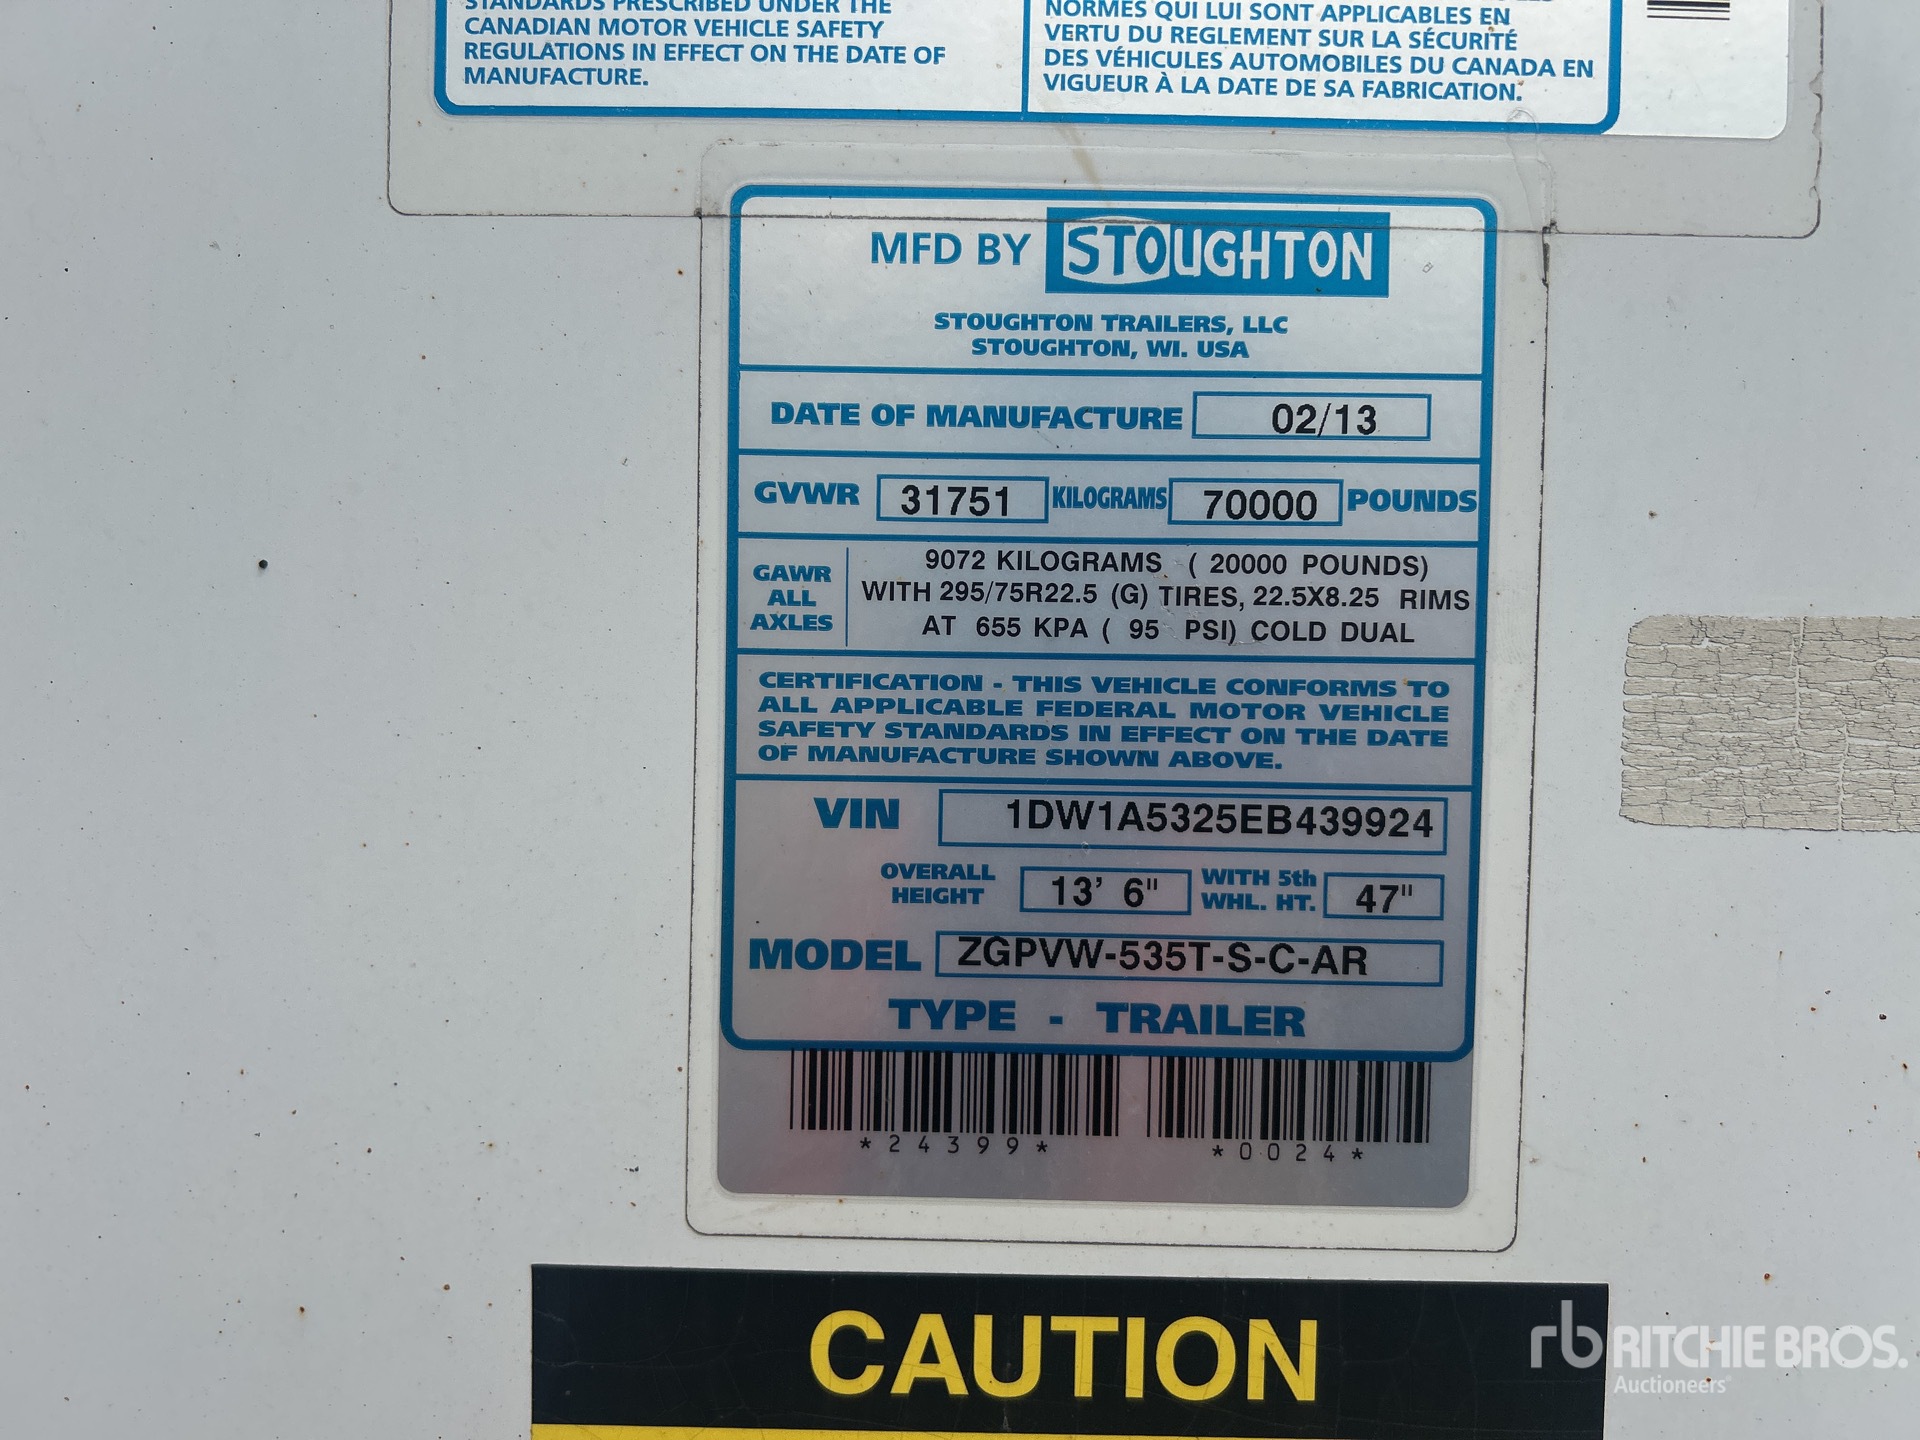 STANDARDS PRESCRIBED UNDER THE
CANADIAN MOTOR VEHICLE SAFETY
REGULATIONS IN EFFECT ON THE DATE OF
MANUFACTURE.
NORMES QUI LUI SONT APPLICABLES EN
VERTU DU REGLEMENT SUR LA SÉCURITÉ
DES VÉHICULES AUTOMOBILES DU CANADA EN
VIGUEUR À LA DATE DE SA FABRICATION.
MFD BY STOUGHTON
STOUGHTON TRAILERS, LLC
STOUGHTON, WI. USA
DATE OF MANUFACTURE 02/13
GVWR 31751 KILOGRAMS 70000 POUNDS
GAWR ALL AXLES
9072 KILOGRAMS ( 20000 POUNDS)
WITH 295/75R22.5 (G) TIRES, 22.5X8.25 RIMS
AT 655 KPA ( 95 PSI) COLD DUAL
CERTIFICATION - THIS VEHICLE CONFORMS TO
ALL APPLICABLE FEDERAL MOTOR VEHICLE
SAFETY STANDARDS IN EFFECT ON THE DATE
OF MANUFACTURE SHOWN ABOVE.
VIN 1DW1A5325EB439924
OVERALL HEIGHT 13' 6" WITH 5th WHL. HT. 47"
MODEL ZGPVW-535T-S-C-AR
TYPE - TRAILER
*24399* *0024*
CAUTION
rb RITCHIE BROS.
Auctioneers